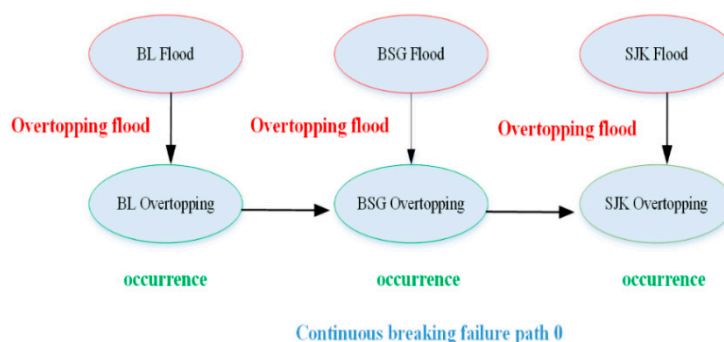 BL Flood
BSG Flood
SJK Flood
Overtopping flood
Overtopping flood
Overtopping flood
BL Overtopping
BSG Overtopping
SJK Overtopping
occurrence
occurrence
occurrence
Continuous breaking failure path 0